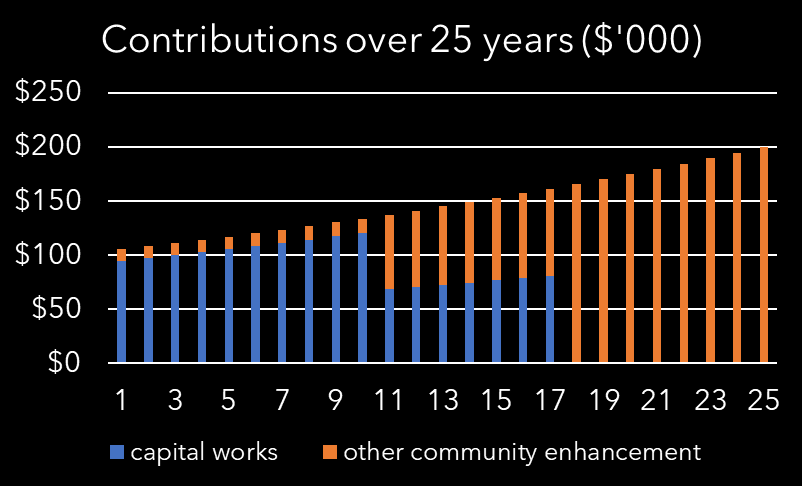 Contributions over 25 years ($'000)
$250
$200
$150
$100
$50
$0
1 3 5 7 9 11 13 15 17 19 21 23 25
capital works other community enhancement